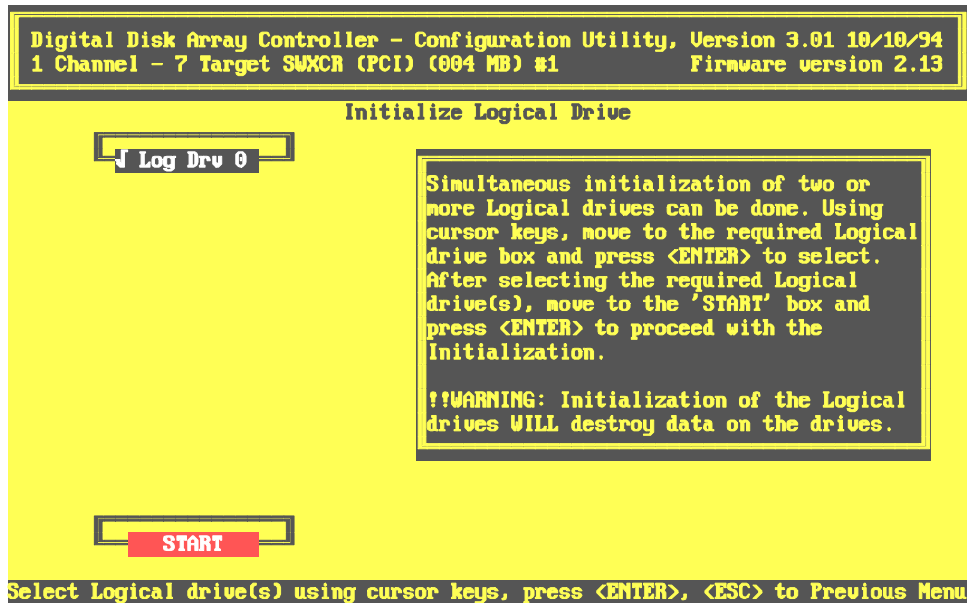 Digital Disk Array Controller – Configuration Utility, Version 3.01 10/10/94
1 Channel – 7 Target SWXCR (PCI) (004 MB) #1 Firmware version 2.13
Initialize Logical Drive
√ Log Drv 0
Simultaneous initialization of two or
more Logical drives can be done. Using
cursor keys, move to the required Logical
drive box and press <ENTER> to select.
After selecting the required Logical
drive(s), move to the 'START' box and
press <ENTER> to proceed with the
Initialization.
!!WARNING: Initialization of the Logical
drives WILL destroy data on the drives.
START
Select Logical drive(s) using cursor keys, press <ENTER>, <ESC> to Previous Menu